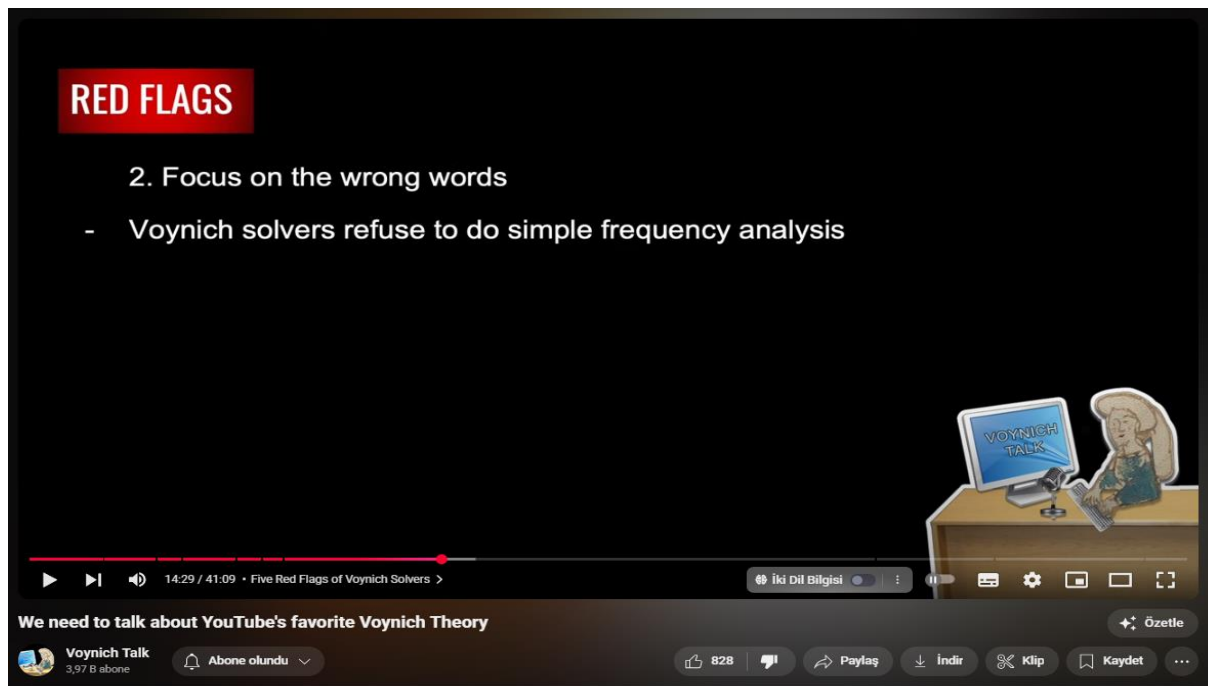 RED FLAGS
2. Focus on the wrong words
- Voynich solvers refuse to do simple frequency analysis
VOYNICH
TALK
14:29 / 41:09 • Five Red Flags of Voynich Solvers >
İki Dil Bilgisi
We need to talk about YouTube's favorite Voynich Theory
Özetle
Voynich Talk
3,97 B abone
Abone olundu
828
Paylaş
İndir
Klip
Kaydet